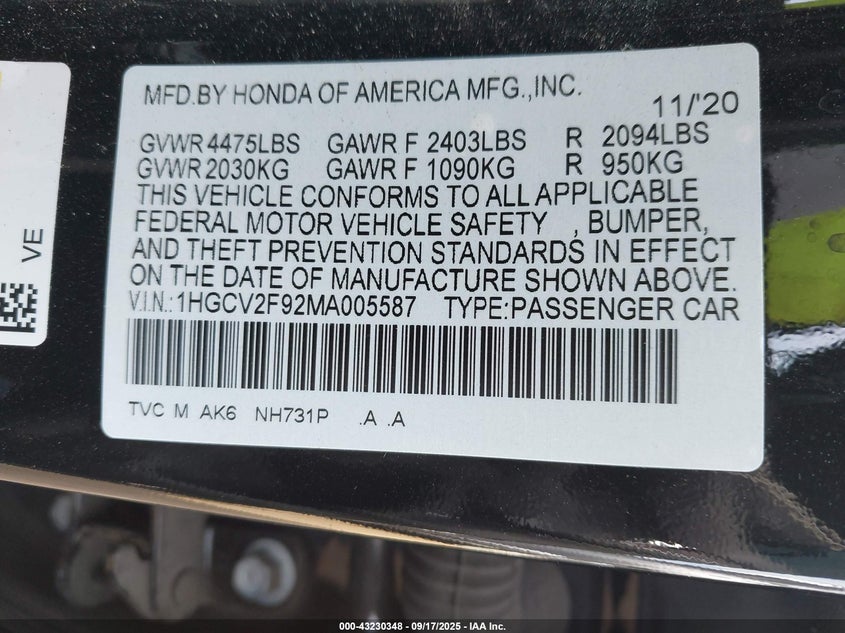 MFD.BY HONDA OF AMERICA MFG.,INC.
11/'20
GVWR 4475LBS GAWR F 2403LBS R 2094LBS
GVWR 2030KG GAWR F 1090KG R 950KG
THIS VEHICLE CONFORMS TO ALL APPLICABLE
FEDERAL MOTOR VEHICLE SAFETY , BUMPER,
AND THEFT PREVENTION STANDARDS IN EFFECT
ON THE DATE OF MANUFACTURE SHOWN ABOVE.
V.I.N.:1HGCV2F92MA005587 TYPE:PASSENGER CAR
TVC M AK6 NH731P .A .A
VE
000-43230348 - 09/17/2025 - IAA Inc.